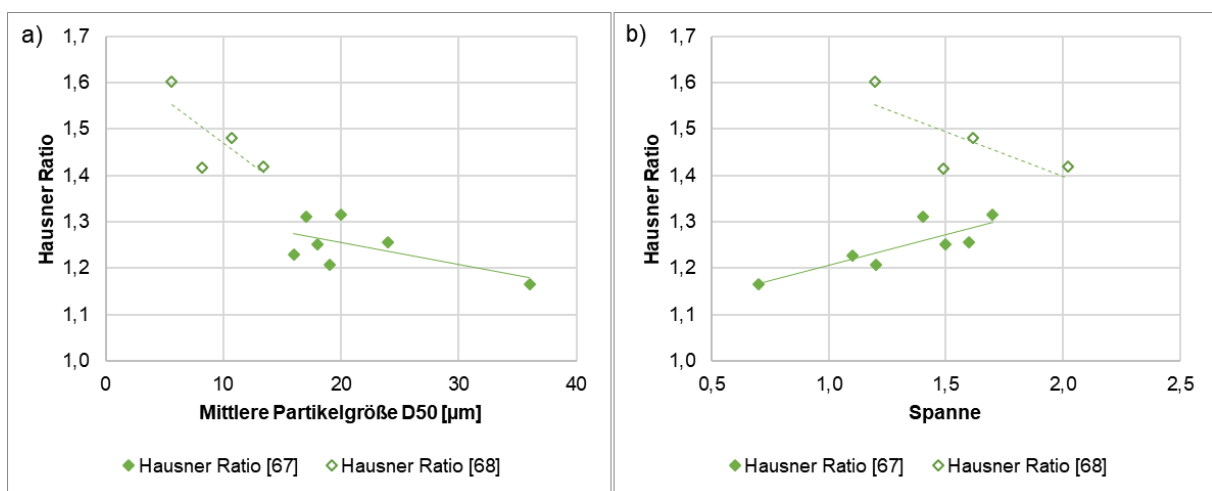 a)
Hausner Ratio
1,7
1,6
1,5
1,4
1,3
1,2
1,1
1,0
0 10 20 30 40
Mittlere Partikelgröße D50 [µm]
Hausner Ratio [67] Hausner Ratio [68]
b)
Hausner Ratio
1,7
1,6
1,5
1,4
1,3
1,2
1,1
1,0
0,5 1,0 1,5 2,0 2,5
Spanne
Hausner Ratio [67] Hausner Ratio [68]